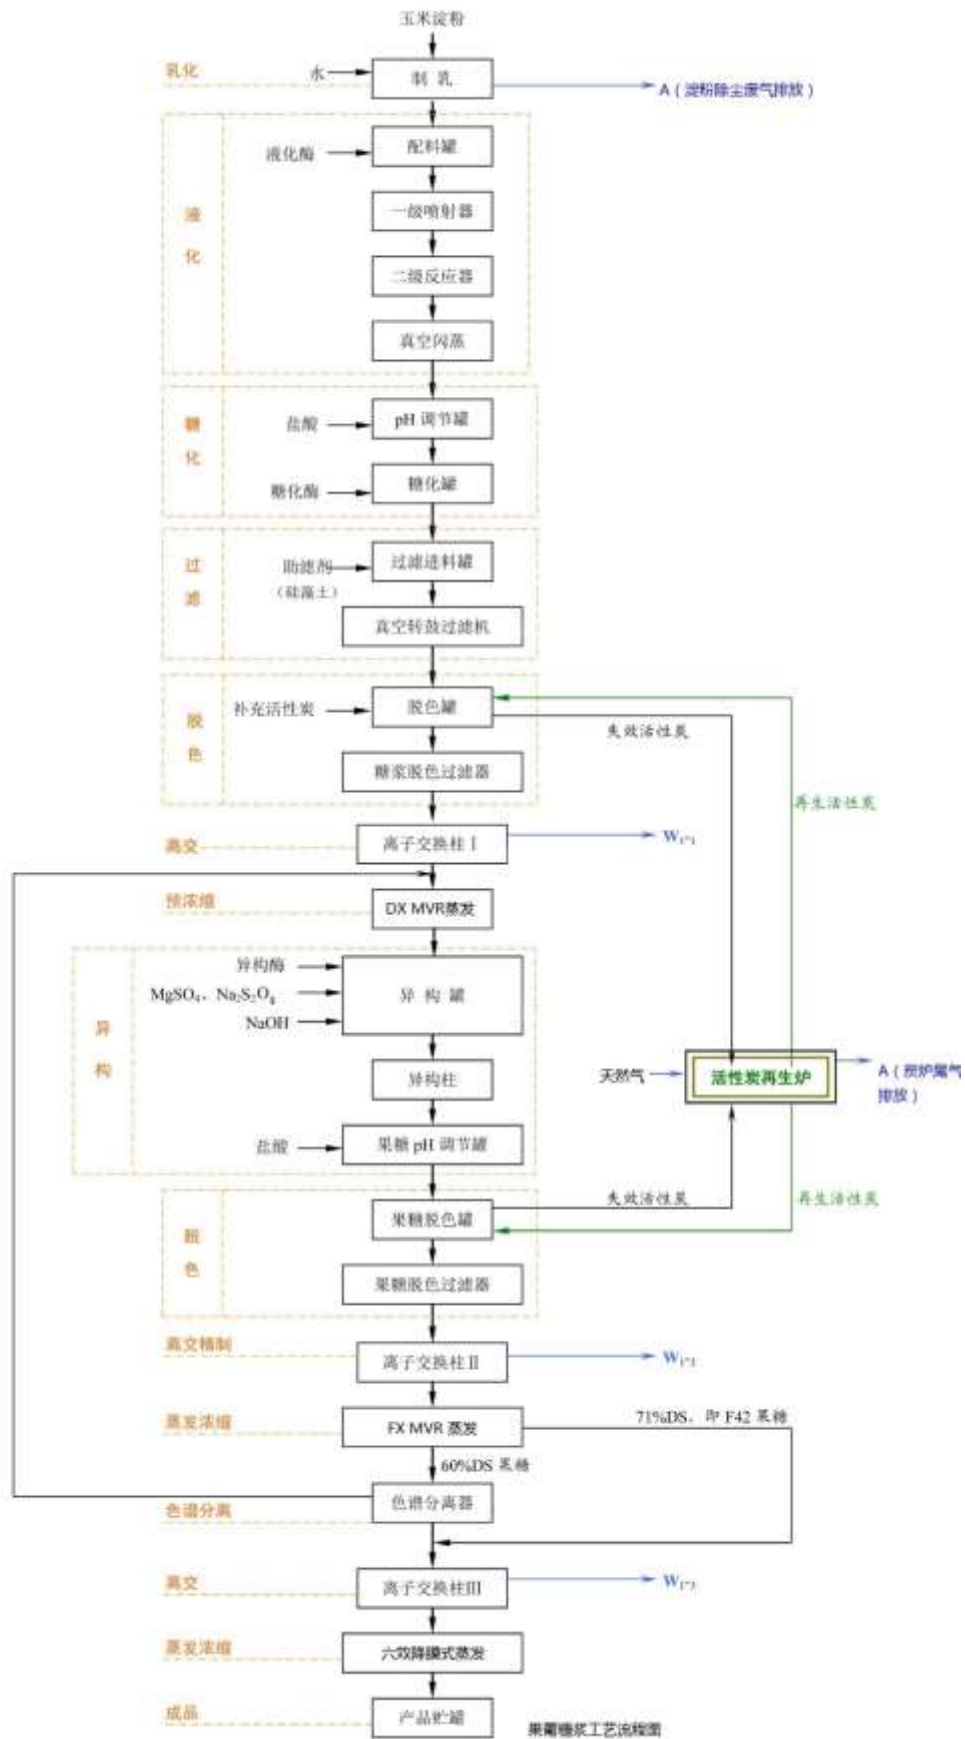 玉米淀粉
乳化
水
制 乳
A（淀粉除尘废气排放）
液化
液化酶
配料罐
一级喷射器
二级反应器
真空闪蒸
糖化
盐酸
pH 调节罐
糖化酶
糖化罐
过滤
助滤剂
（硅藻土）
过滤进料罐
真空转鼓过滤机
脱色
补充活性炭
脱色罐
失效活性炭
糖浆脱色过滤器
再生活性炭
离交
离子交换柱Ⅰ
预浓缩
DX MVR蒸发
异构
异构酶
MgSO₄、Na₂S₂O
NaOH
异 构 罐
异构柱
天然气
活性炭再生炉
A（炭炉尾气
排放）
盐酸
果糖 pH 调节罐
脱色
果糖脱色罐
失效活性炭
再生活性炭
果糖脱色过滤器
离交精制
离子交换柱Ⅱ
蒸发浓缩
FX MVR 蒸发
71%DS，即 F42 果糖
60%DS 果糖
色谱分离
色谱分离器
离交
离子交换柱Ⅲ
蒸发浓缩
六效降膜式蒸发
成品
产品贮罐
果葡糖浆工艺流程图